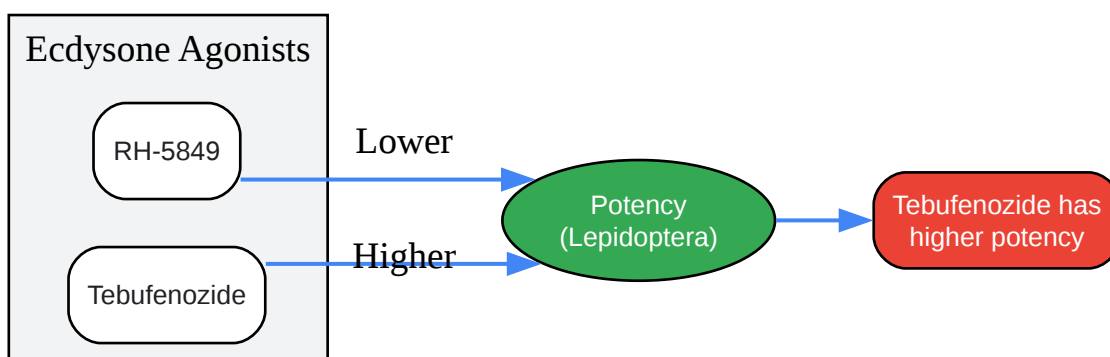 Ecdysone Agonists
RH-5849
Lower
Potency
(Lepidoptera)
Tebufenozide has
higher potency
Higher
Tebufenozide